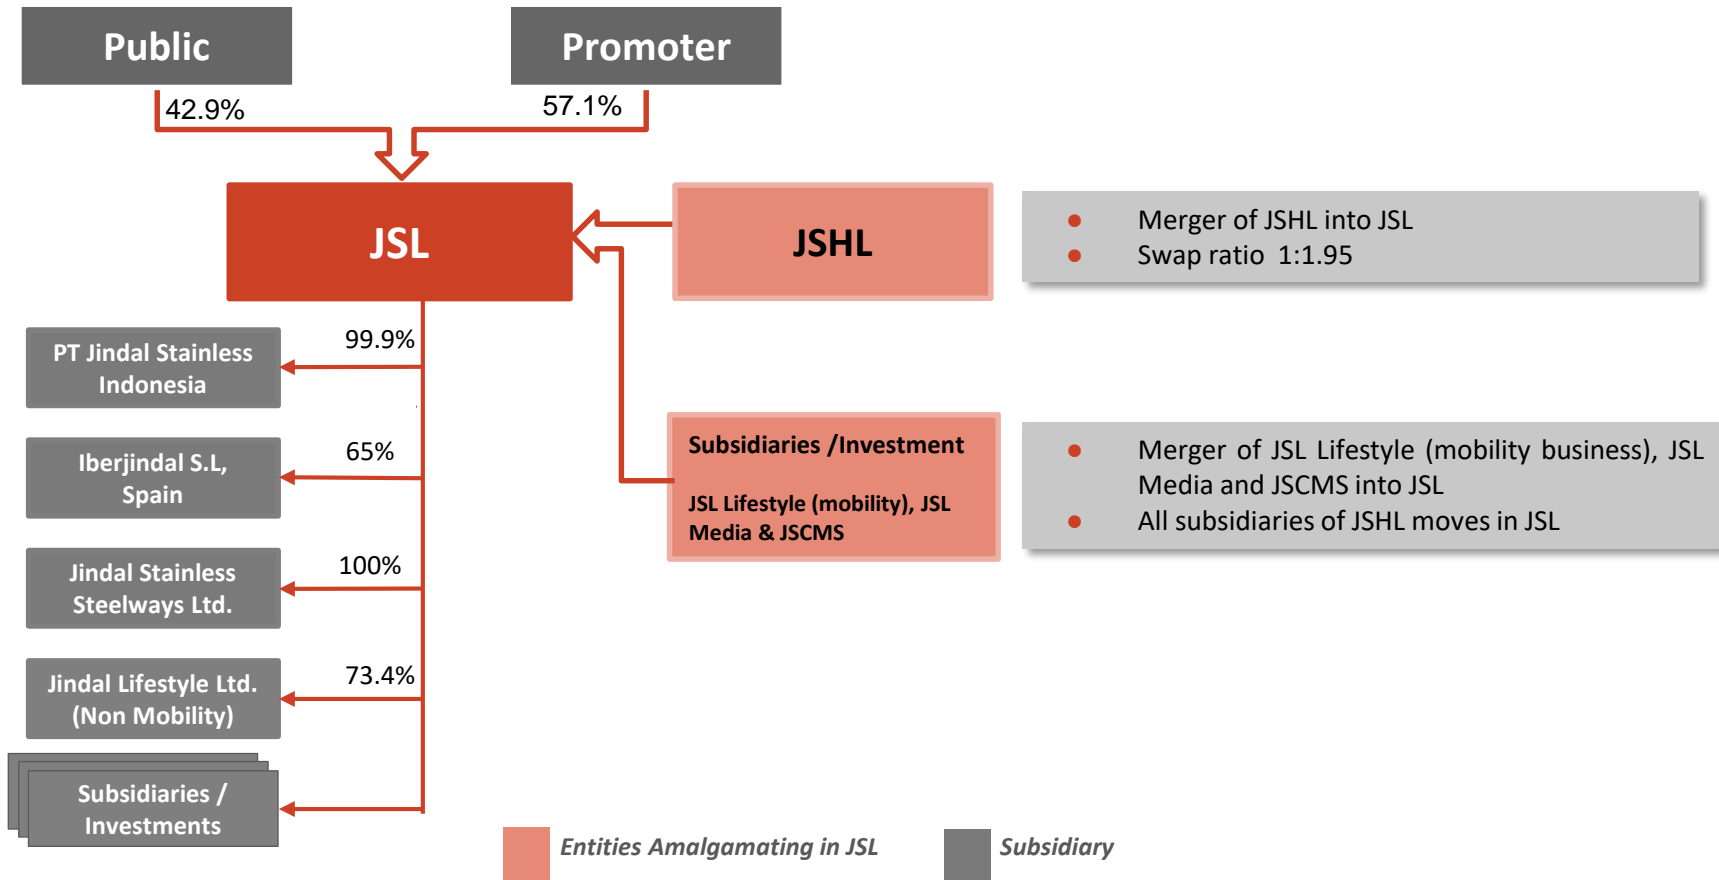 Public
Promoter
42.9%
57.1%
JSL
JSHL
● Merger of JSHL into JSL
● Swap ratio 1:1.95
99.9%
PT Jindal Stainless
Indonesia
65%
Iberjindal S.L,
Spain
100%
Jindal Stainless
Steelways Ltd.
73.4%
Jindal Lifestyle Ltd.
(Non Mobility)
Subsidiaries /
Investments
Subsidiaries /Investment
JSL Lifestyle (mobility), JSL
Media & JSCMS
● Merger of JSL Lifestyle (mobility business), JSL
Media and JSCMS into JSL
● All subsidiaries of JSHL moves in JSL
Entities Amalgamating in JSL
Subsidiary